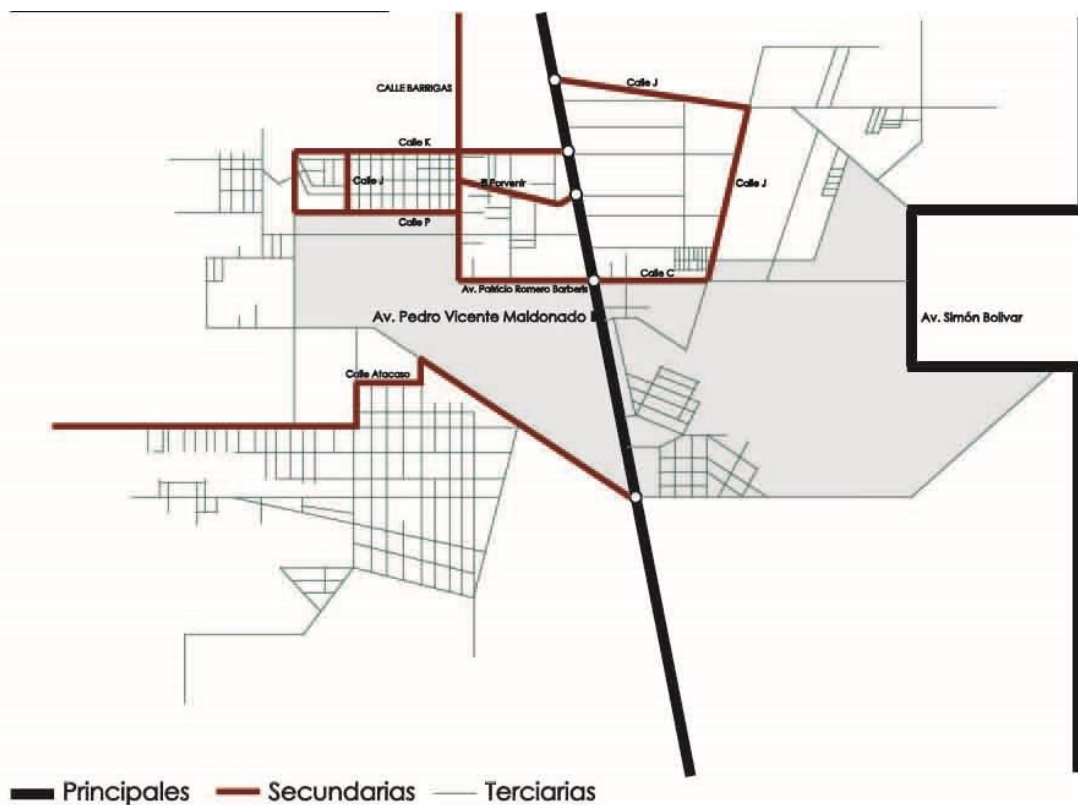 Calle J
CALLE BARRIGAS
Calle K
Calle J
El Porvenir
Calle J
Calle P
Calle C
Av. Patricio Romero Barberis
Av. Pedro Vicente Maldonado
Av. Simón Bolívar
Calle Atacaso
Principales
Secundarias
Terciarias